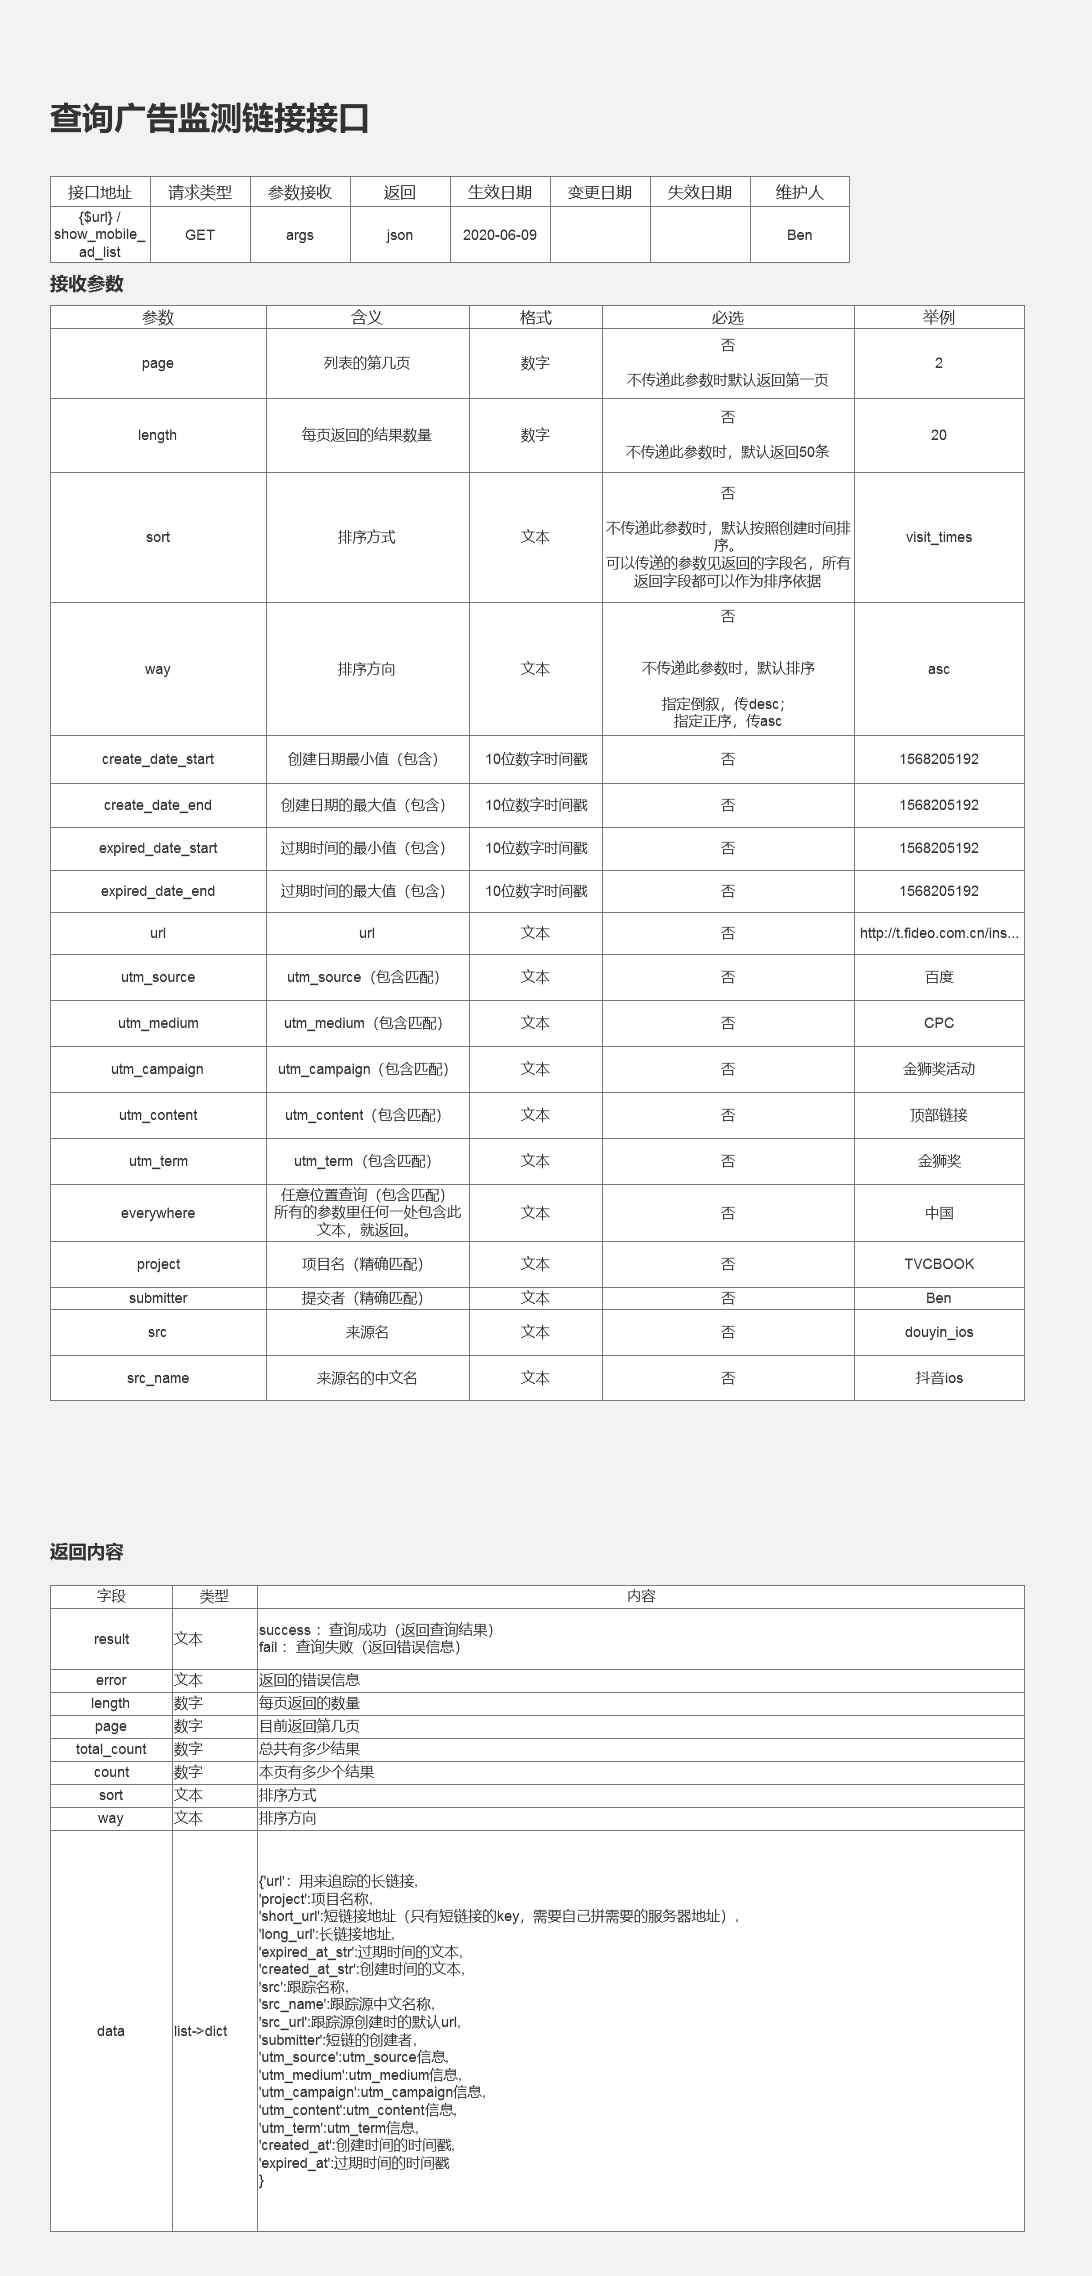 查询广告监测链接接口
接口地址 请求类型 参数接收 返回 生效日期 变更日期 失效日期 维护人
{$url} /
show_mobile_
ad_list GET args json 2020-06-09 Ben
接收参数
参数 含义 格式 必选 举例
page 列表的第几页 数字 否
不传递此参数时默认返回第一页 2
length 每页返回的结果数量 数字 否
不传递此参数时，默认返回50条 20
sort 排序方式 文本 否
不传递此参数时，默认按照创建时间排
序。
可以传递的参数见返回的字段名，所有
返回字段都可以作为排序依据 visit_times
way 排序方向 文本 否
不传递此参数时，默认排序
指定倒叙，传desc；
指定正序，传asc asc
create_date_start 创建日期最小值（包含） 10位数字时间戳 否 1568205192
create_date_end 创建日期的最大值（包含） 10位数字时间戳 否 1568205192
expired_date_start 过期时间的最小值（包含） 10位数字时间戳 否 1568205192
expired_date_end 过期时间的最大值（包含） 10位数字时间戳 否 1568205192
url url 文本 否 http://t.fideo.com.cn/ins...
utm_source utm_source（包含匹配） 文本 否 百度
utm_medium utm_medium（包含匹配） 文本 否 CPC
utm_campaign utm_campaign（包含匹配） 文本 否 金狮奖活动
utm_content utm_content（包含匹配） 文本 否 顶部链接
utm_term utm_term（包含匹配） 文本 否 金狮奖
everywhere 任意位置查询（包含匹配）
所有的参数里任何一处包含此
文本，就返回。 文本 否 中国
project 项目名（精确匹配） 文本 否 TVCBOOK
submitter 提交者（精确匹配） 文本 否 Ben
src 来源名 文本 否 douyin_ios
src_name 来源名的中文名 文本 否 抖音ios
返回内容
字段 类型 内容
result 文本 success ：查询成功（返回查询结果）
fail ：查询失败（返回错误信息）
error 文本 返回的错误信息
length 数字 每页返回的数量
page 数字 目前返回第几页
total_count 数字 总共有多少结果
count 数字 本页有多少个结果
sort 文本 排序方式
way 文本 排序方向
data list->dict {'url'：用来追踪的长链接,
'project':项目名称,
'short_url':短链接地址（只有短链接的key，需要自己拼需要的服务器地址）,
'long_url':长链接地址,
'expired_at_str':过期时间的文本,
'created_at_str':创建时间的文本,
'src':跟踪名称,
'src_name':跟踪源中文名称,
'src_url':跟踪源创建时的默认url,
'submitter':短链的创建者,
'utm_source':utm_source信息,
'utm_medium':utm_medium信息,
'utm_campaign':utm_campaign信息,
'utm_content':utm_content信息,
'utm_term':utm_term信息,
'created_at':创建时间的时间戳,
'expired_at':过期时间的时间戳
}